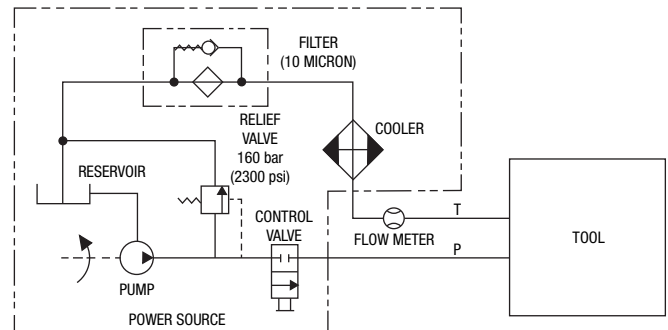 FILTER
(10 MICRON)
RELIEF
VALVE
160 bar
(2300 psi)
COOLER
RESERVOIR
CONTROL
VALVE
FLOW METER
T
P
TOOL
PUMP
POWER SOURCE